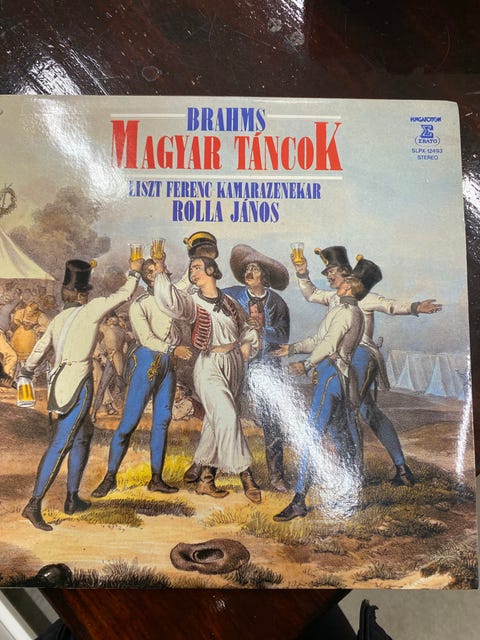 BRAHMS
MAGYAR TÁNCOK
LISZT FERENC KAMARAZENEKAR
ROLLA JÁNOS
HUNGAROTON
ERATO
SLPX 12493
STEREO